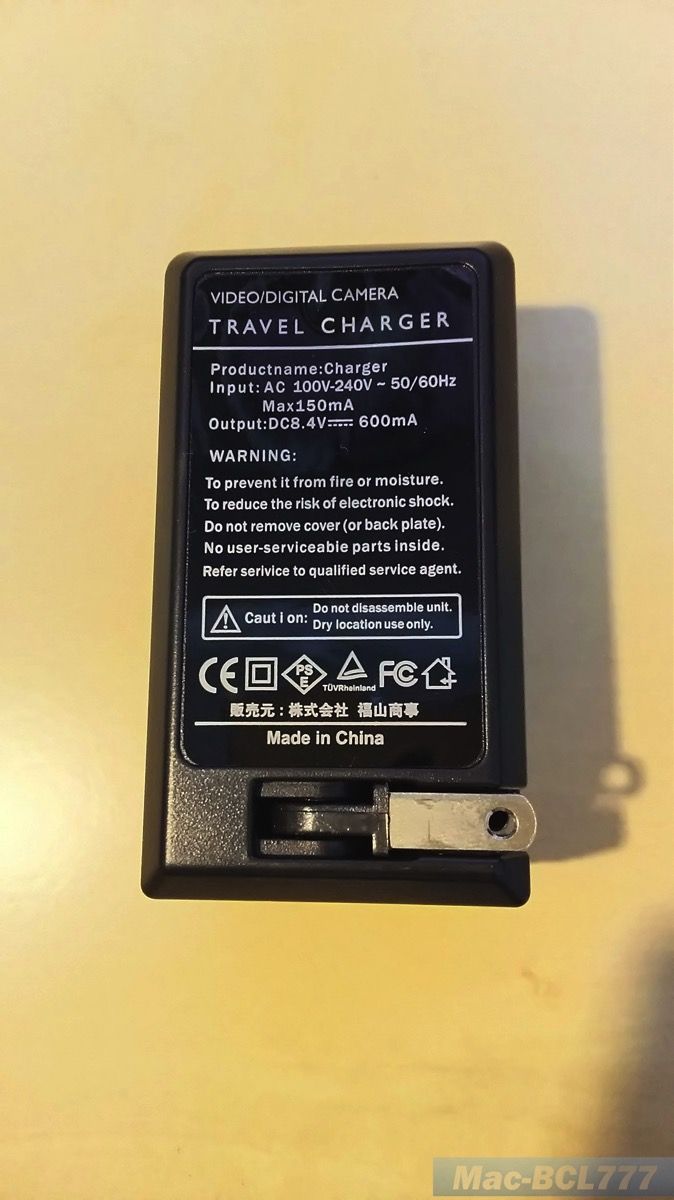 VIDEO/DIGITAL CAMERA
TRAVEL CHARGER
Productname:Charger
Input: AC 100V-240V ~ 50/60Hz
Max150mA
Output:DC8.4V⎓ 600mA
WARNING:
To prevent it from fire or moisture.
To reduce the risk of electronic shock.
Do not remove cover (or back plate).
No user-serviceable parts inside.
Refer serivice to qualified service agent.
Caution: Do not disassemble unit.
Dry location use only.
CE PSE TÜVRheinland FC
販売元：株式会社 福山商事
Made in China
Mac-BCL777